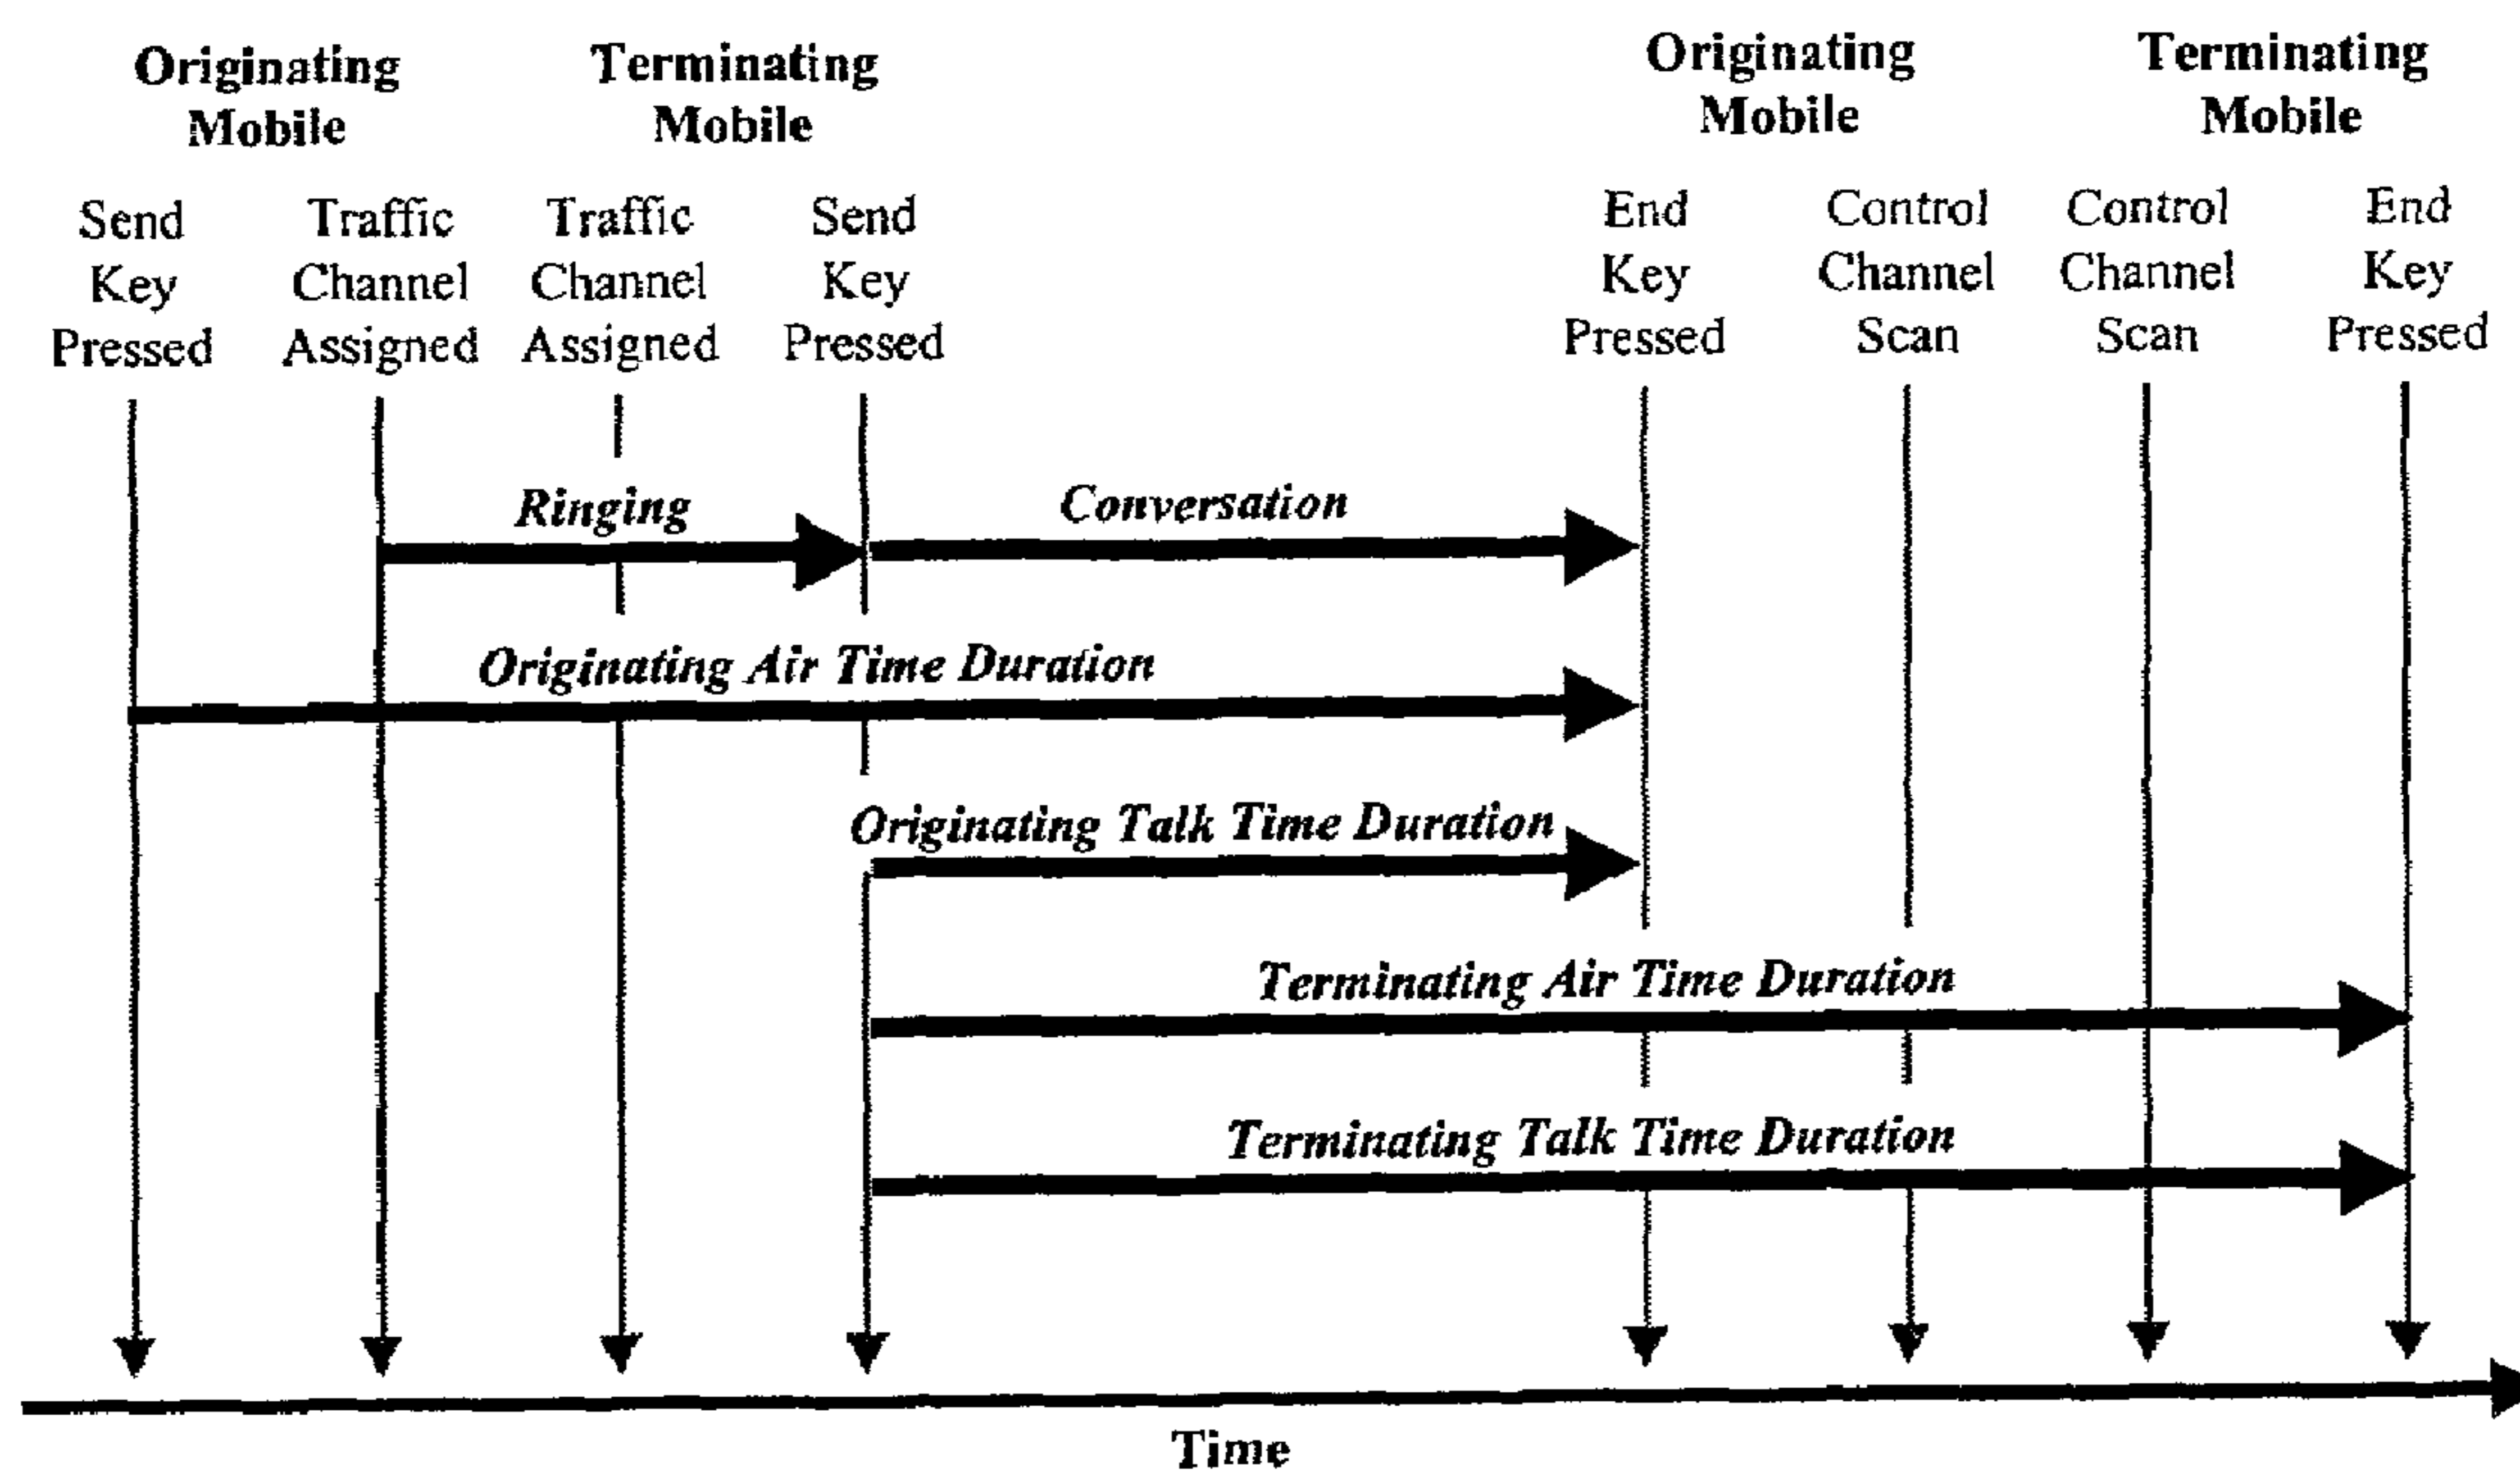 Originating
Mobile
Terminating
Mobile
Originating
Mobile
Terminating
Mobile
Send
Key
Pressed
Traffic
Channel
Assigned
Traffic
Channel
Assigned
Send
Key
Pressed
End
Key
Pressed
Control
Channel
Scan
Control
Channel
Scan
End
Key
Pressed
Ringing
Conversation
Originating Air Time Duration
Originating Talk Time Duration
Terminating Air Time Duration
Terminating Talk Time Duration
Time